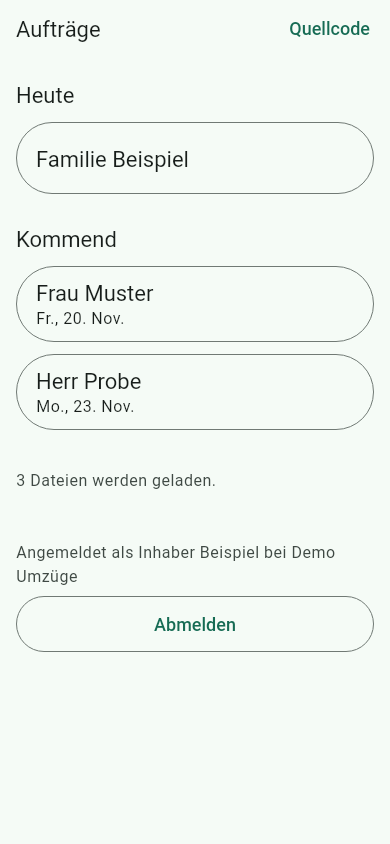 Aufträge
Quellcode
Heute
Familie Beispiel
Kommend
Frau Muster
Fr., 20. Nov.
Herr Probe
Mo., 23. Nov.
3 Dateien werden geladen.
Angemeldet als Inhaber Beispiel bei Demo
Umzüge
Abmelden